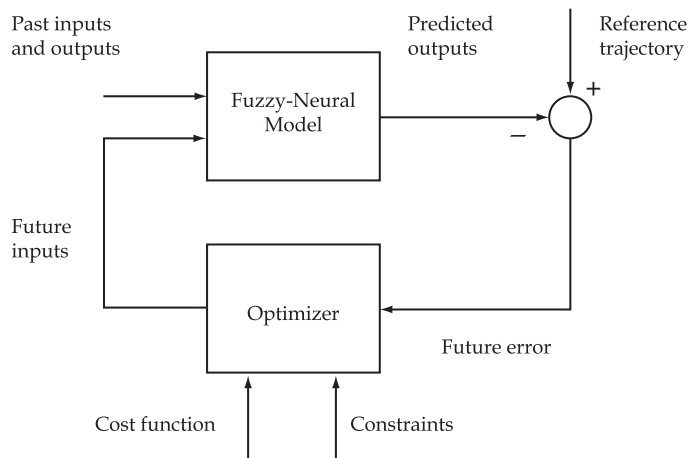 Past inputs
and outputs
Predicted
outputs
Reference
trajectory
+
Fuzzy-Neural
Model
−
Future
inputs
Optimizer
Future error
Cost function
Constraints